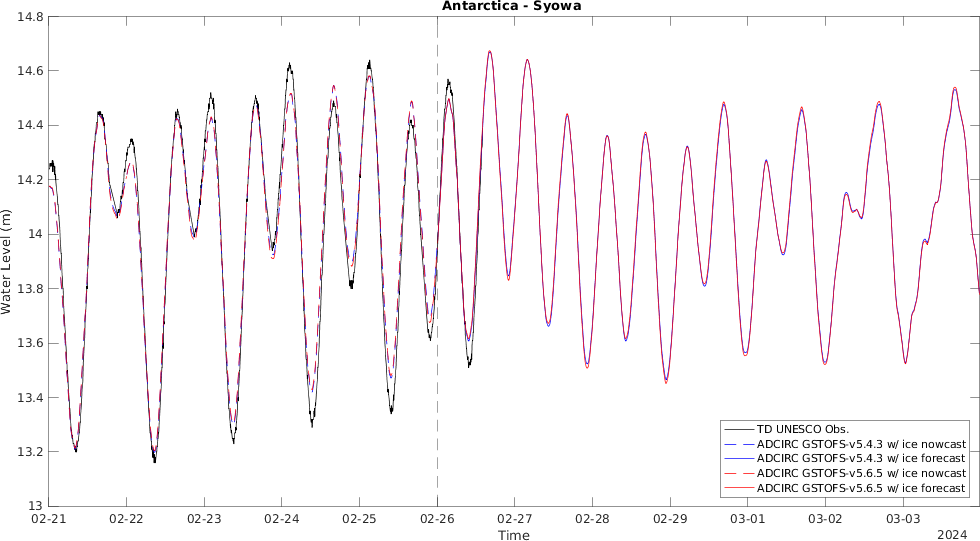 Antarctica - Syowa
14.8
14.6
14.4
14.2
14
13.8
13.6
13.4
13.2
13
Water Level (m)
TD UNESCO Obs.
ADCIRC GSTOFS-v5.4.3 w/ ice nowcast
ADCIRC GSTOFS-v5.4.3 w/ ice forecast
ADCIRC GSTOFS-v5.6.5 w/ ice nowcast
ADCIRC GSTOFS-v5.6.5 w/ ice forecast
02-21 02-22 02-23 02-24 02-25 02-26 02-27 02-28 02-29 03-01 03-02 03-03
Time
2024